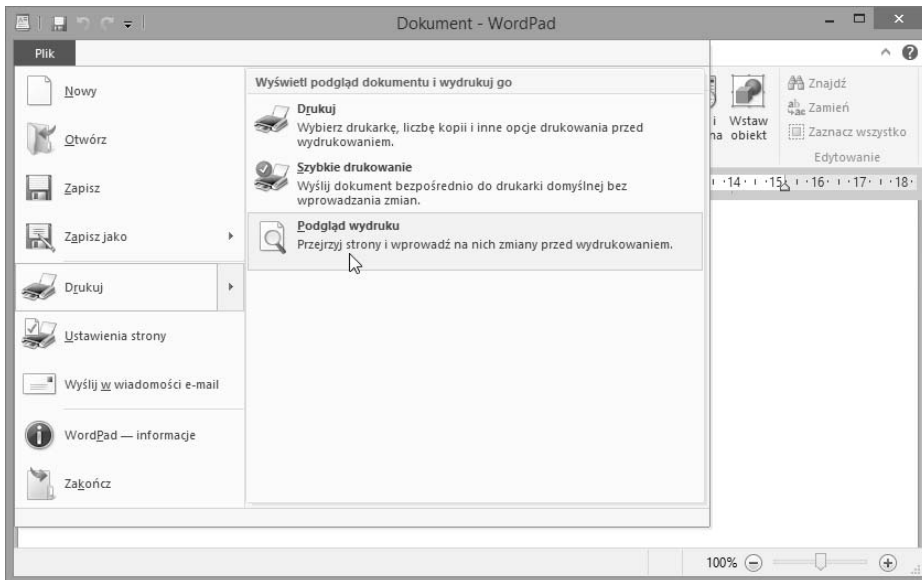 Dokument - WordPad
Plik
Nowy
Otwórz
Zapisz
Zapisz jako
Drukuj
Ustawienia strony
Wyślij w wiadomości e-mail
WordPad — informacje
Zakończ
Wyświetl podgląd dokumentu i wydrukuj go
Drukuj
Wybierz drukarkę, liczbę kopii i inne opcje drukowania przed
wydrukowaniem.
Szybkie drukowanie
Wyślij dokument bezpośrednio do drukarki domyślnej bez
wprowadzania zmian.
Podgląd wydruku
Przejrzyj strony i wprowadź na nich zmiany przed wydrukowaniem.
i Wstaw
na obiekt
Znajdź
Zamień
Zaznacz wszystko
Edytowanie
14 15 16 17 18
100%